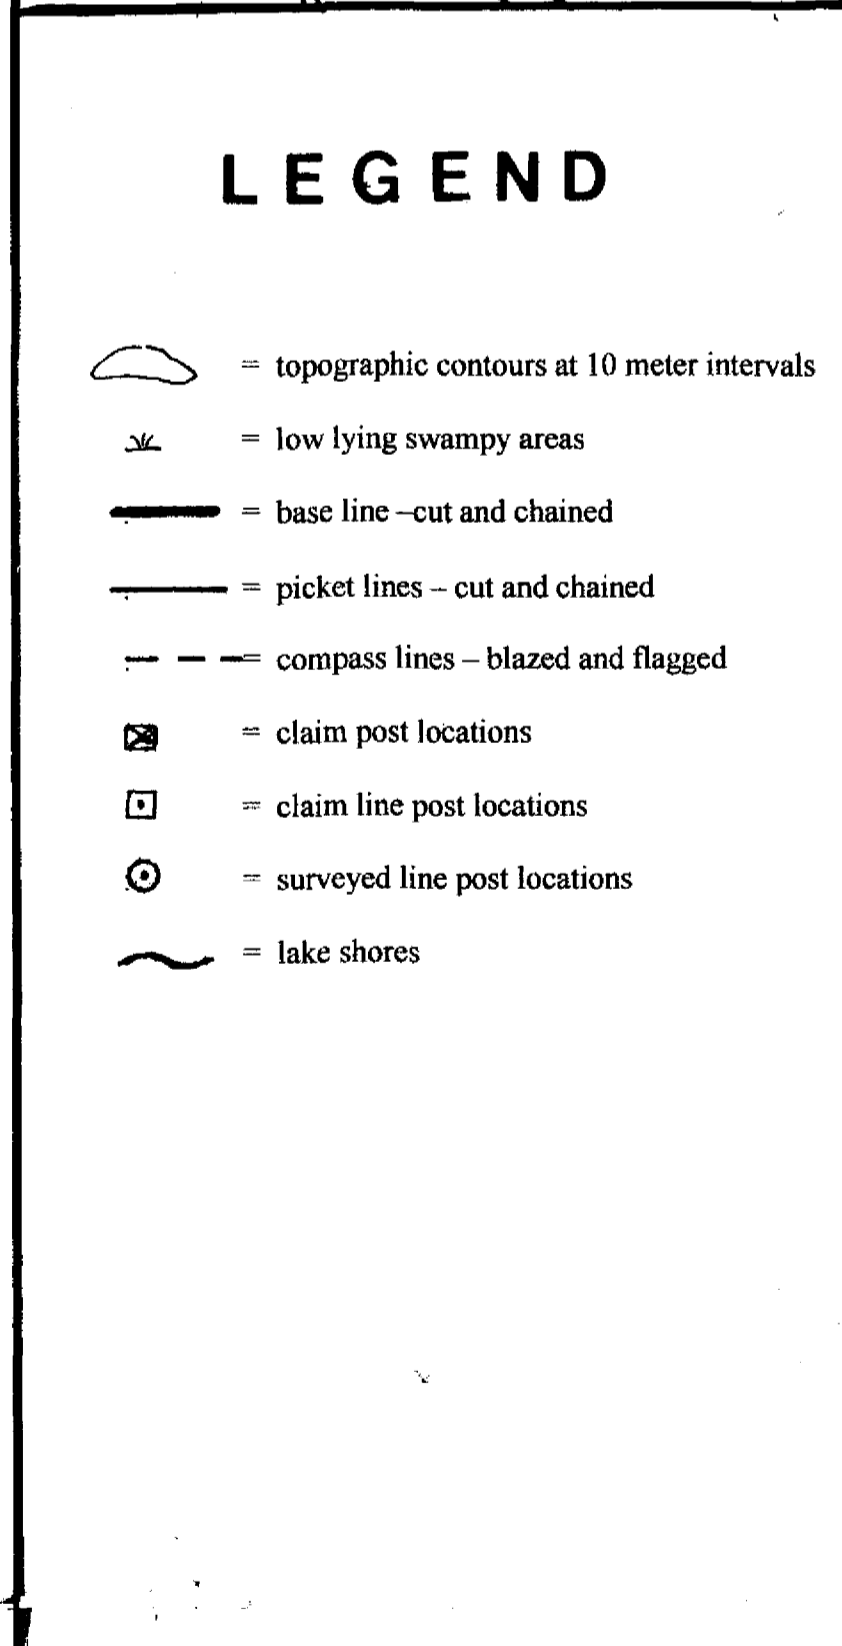 LEGEND
= topographic contours at 10 meter intervals
= low lying swampy areas
= base line –cut and chained
= picket lines – cut and chained
= compass lines – blazed and flagged
= claim post locations
= claim line post locations
= surveyed line post locations
= lake shores